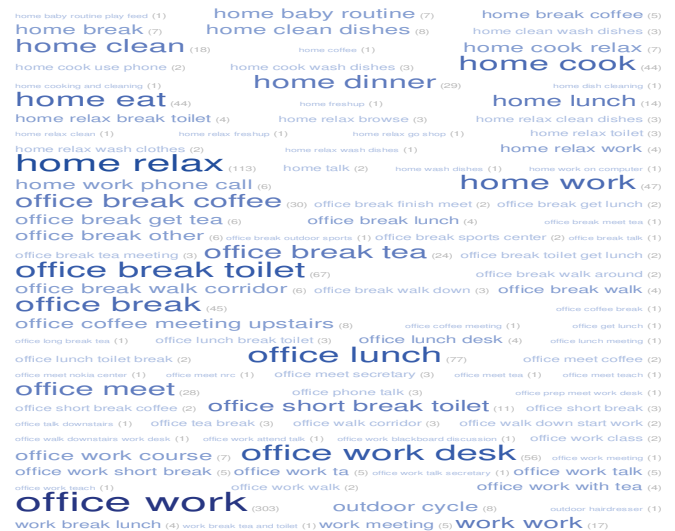 home baby routine play feed (1) home baby routine (7) home break coffee (5)
home break (7) home clean dishes (8) home clean wash dishes (3)
home clean (18) home coffee (1) home cook relax (7)
home cook use phone (2) home cook wash dishes (3) home cook (44)
home cooking and cleaning (1) home dinner (29) home dish cleaning (1)
home eat (44) home freshup (1) home lunch (14)
home relax break toilet (4) home relax browse (3) home relax clean dishes (3)
home relax clean (1) home relax freshup (1) home relax go shop (1) home relax toilet (3)
home relax wash clothes (2) home relax wash dishes (1) home relax work (4)
home relax (113) home talk (2) home wash dishes (1) home work on computer (1)
home work phone call (6) home work (47)
office break coffee (30) office break finish meet (2) office break get lunch (2)
office break get tea (6) office break lunch (4) office break meet tea (1)
office break other (6) office break outdoor sports (1) office break sports center (2) office break talk (1)
office break tea meeting (3) office break tea (24) office break toilet get lunch (2)
office break toilet (67) office break walk around (2)
office break walk corridor (6) office break walk down (3) office break walk (4)
office break (45) office coffee break (1)
office coffee meeting upstairs (8) office coffee meeting (1) office get lunch (1)
office long break tea (1) office lunch break toilet (3) office lunch desk (4) office lunch meeting (1)
office lunch toilet break (2) office lunch (77) office meet coffee (2)
office meet nokia center (1) office meet nrc (1) office meet secretary (3) office meet tea (1) office meet teach (1)
office meet (28) office phone talk (3) office prep meet work desk (1)
office short break coffee (2) office short break toilet (11) office short break (3)
office talk downstairs (1) office tea break (3) office walk corridor (3) office walk down start work (2)
office walk downstairs work desk (1) office work attend talk (1) office work blackboard discussion (1) office work class (2)
office work course (7) office work desk (56) office work meeting (1)
office work short break (5) office work ta (5) office work talk secretary (1) office work talk (5)
office work teach (1) office work walk (2) office work with tea (4)
office work (303) outdoor cycle (8) outdoor hairdresser (1)
work break lunch (4) work break tea and toilet (1) work meeting (5) work work (17)